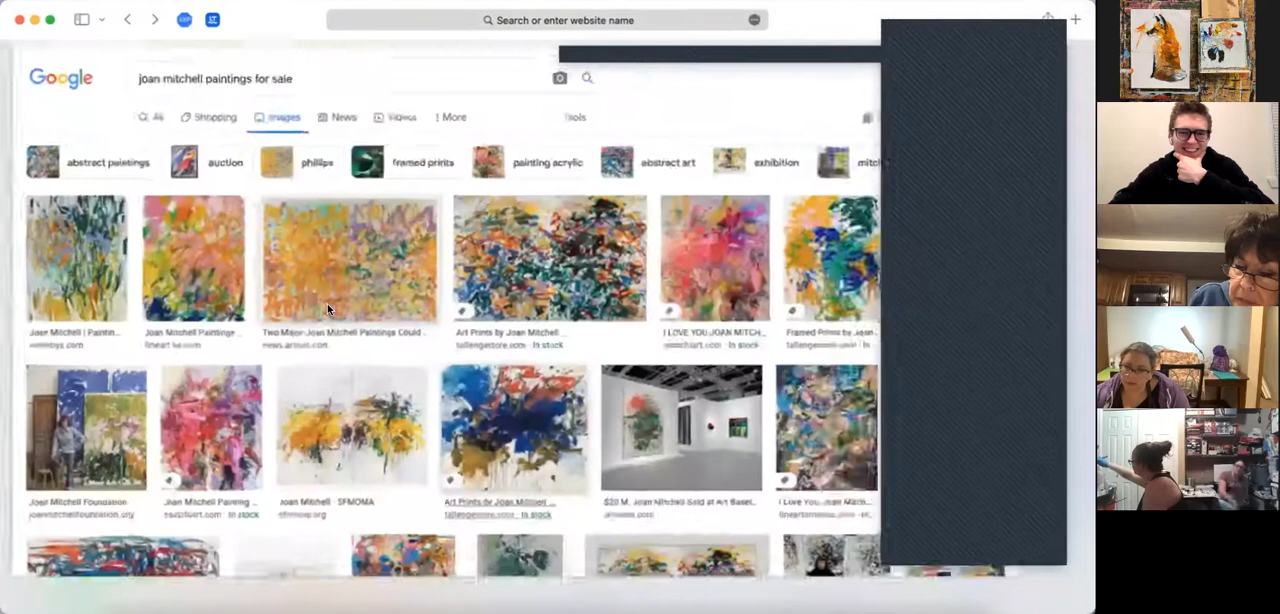 Search or enter website name
Google
joan mitchell paintings for sale
All
Shopping
Images
News
Videos
More
Tools
abstract paintings
auction
phillips
framed prints
painting acrylic
abstract art
exhibition
Joan Mitchell | Paintin...
Joan Mitchell Paintings ...
Two Major Joan Mitchell Paintings Could ...
news.artnet.com
Art Prints by Joan Mitchell ...
fallengestore.com · In stock
I LOVE YOU JOAN MITCH...
In stock
Framed Prints by Joan
Joan Mitchell Foundation
joanmitchellfoundation.org
Joan Mitchell Painting ...
In stock
Joan Mitchell · SFMOMA
sfmoma.org
Art Prints by Joan Mitchell ...
fallengestore.com · In stock
$20 M. Joan Mitchell Sold at Art Basel...
I Love You Joan